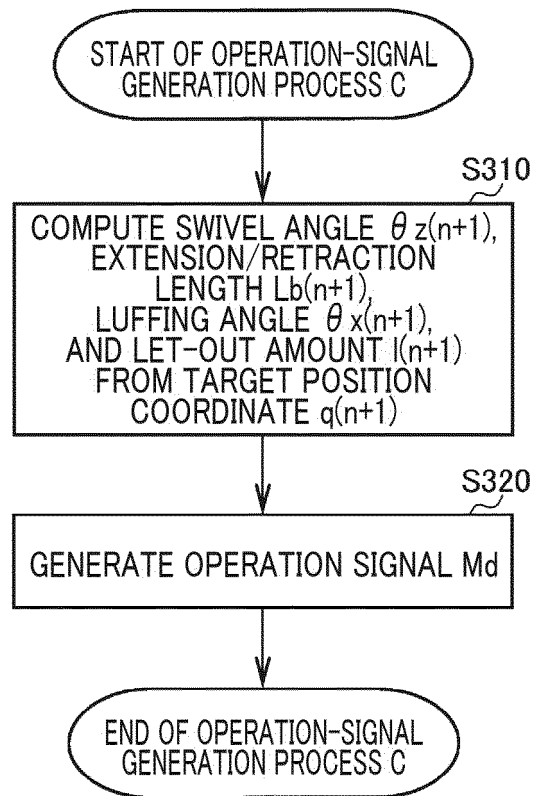 START OF OPERATION-SIGNAL
GENERATION PROCESS C
S310
COMPUTE SWIVEL ANGLE θ z(n+1),
EXTENSION/RETRACTION
LENGTH Lb(n+1),
LUFFING ANGLE θ x(n+1),
AND LET-OUT AMOUNT l(n+1)
FROM TARGET POSITION
COORDINATE q(n+1)
S320
GENERATE OPERATION SIGNAL Md
END OF OPERATION-SIGNAL
GENERATION PROCESS C